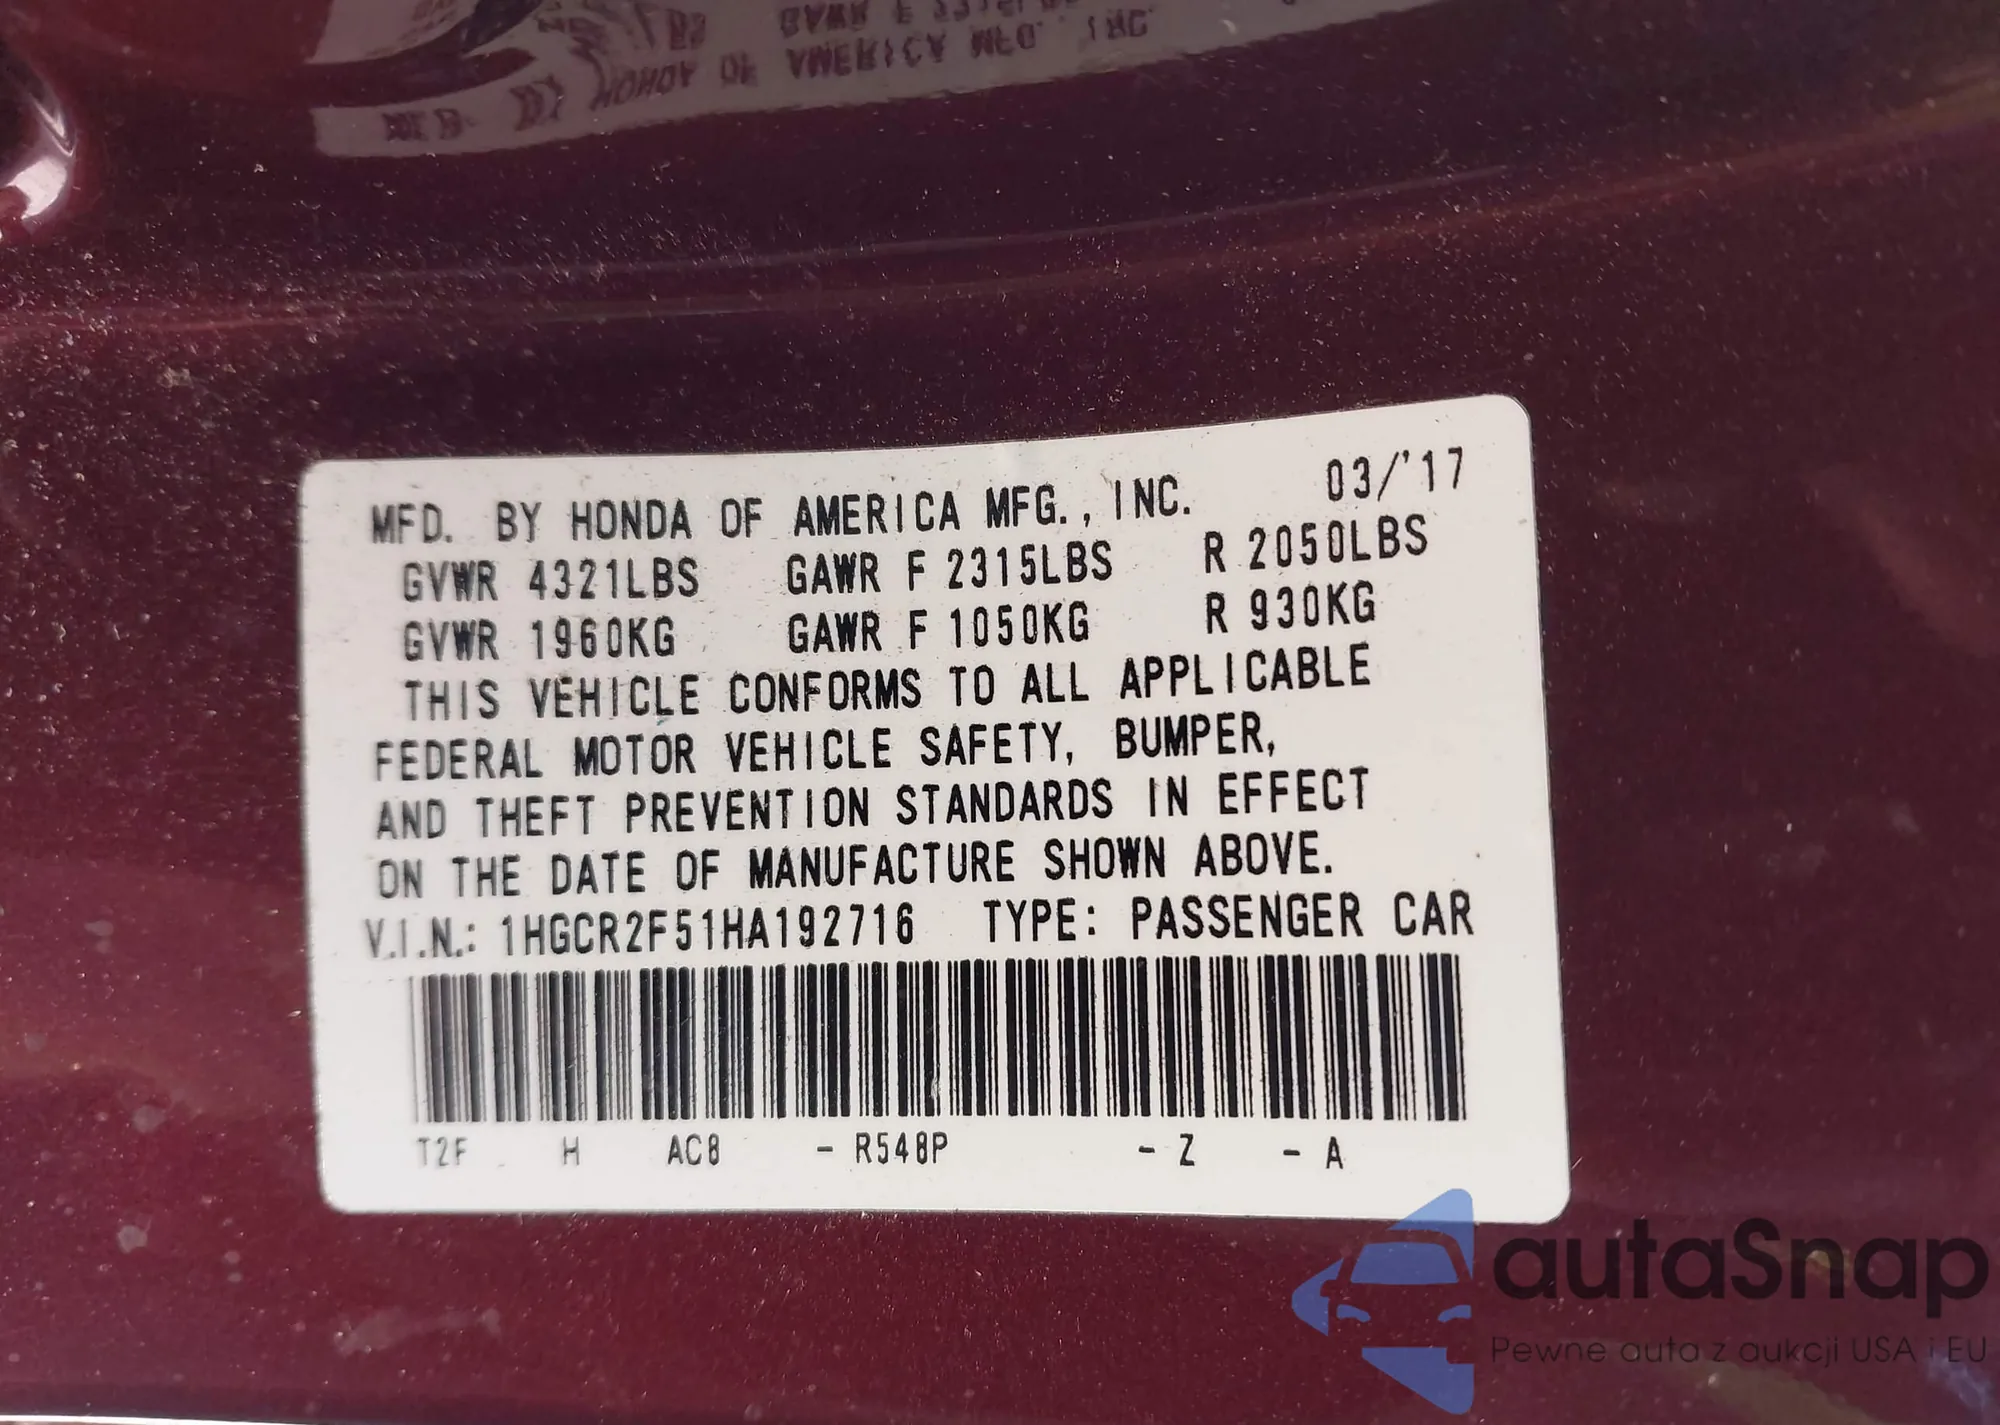 MFD. BY HONDA OF AMERICA MFG., INC. 03/'17
GVWR 4321LBS GAWR F 2315LBS R 2050LBS
GVWR 1960KG GAWR F 1050KG R 930KG
THIS VEHICLE CONFORMS TO ALL APPLICABLE
FEDERAL MOTOR VEHICLE SAFETY, BUMPER,
AND THEFT PREVENTION STANDARDS IN EFFECT
ON THE DATE OF MANUFACTURE SHOWN ABOVE.
V.I.N.: 1HGCR2F51HA192716 TYPE: PASSENGER CAR
T2F H AC8 - R548P - Z - A
autaSnap
Pewne auta z aukcji USA i EU